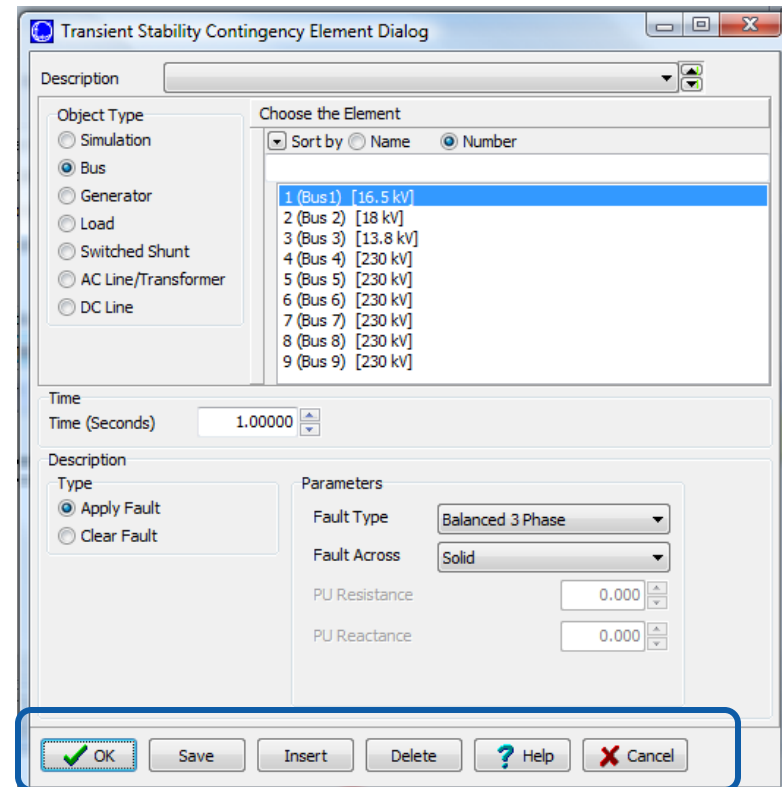 Transient Stability Contingency Element Dialog
Description
Object Type
Simulation
Bus
Generator
Load
Switched Shunt
AC Line/Transformer
DC Line
Choose the Element
Sort by Name Number
1 (Bus1) [16.5 kV]
2 (Bus 2) [18 kV]
3 (Bus 3) [13.8 kV]
4 (Bus 4) [230 kV]
5 (Bus 5) [230 kV]
6 (Bus 6) [230 kV]
7 (Bus 7) [230 kV]
8 (Bus 8) [230 kV]
9 (Bus 9) [230 kV]
Time
Time (Seconds) 1.00000
Description
Type
Apply Fault
Clear Fault
Parameters
Fault Type Balanced 3 Phase
Fault Across Solid
PU Resistance 0.000
PU Reactance 0.000
OK Save Insert Delete ? Help Cancel